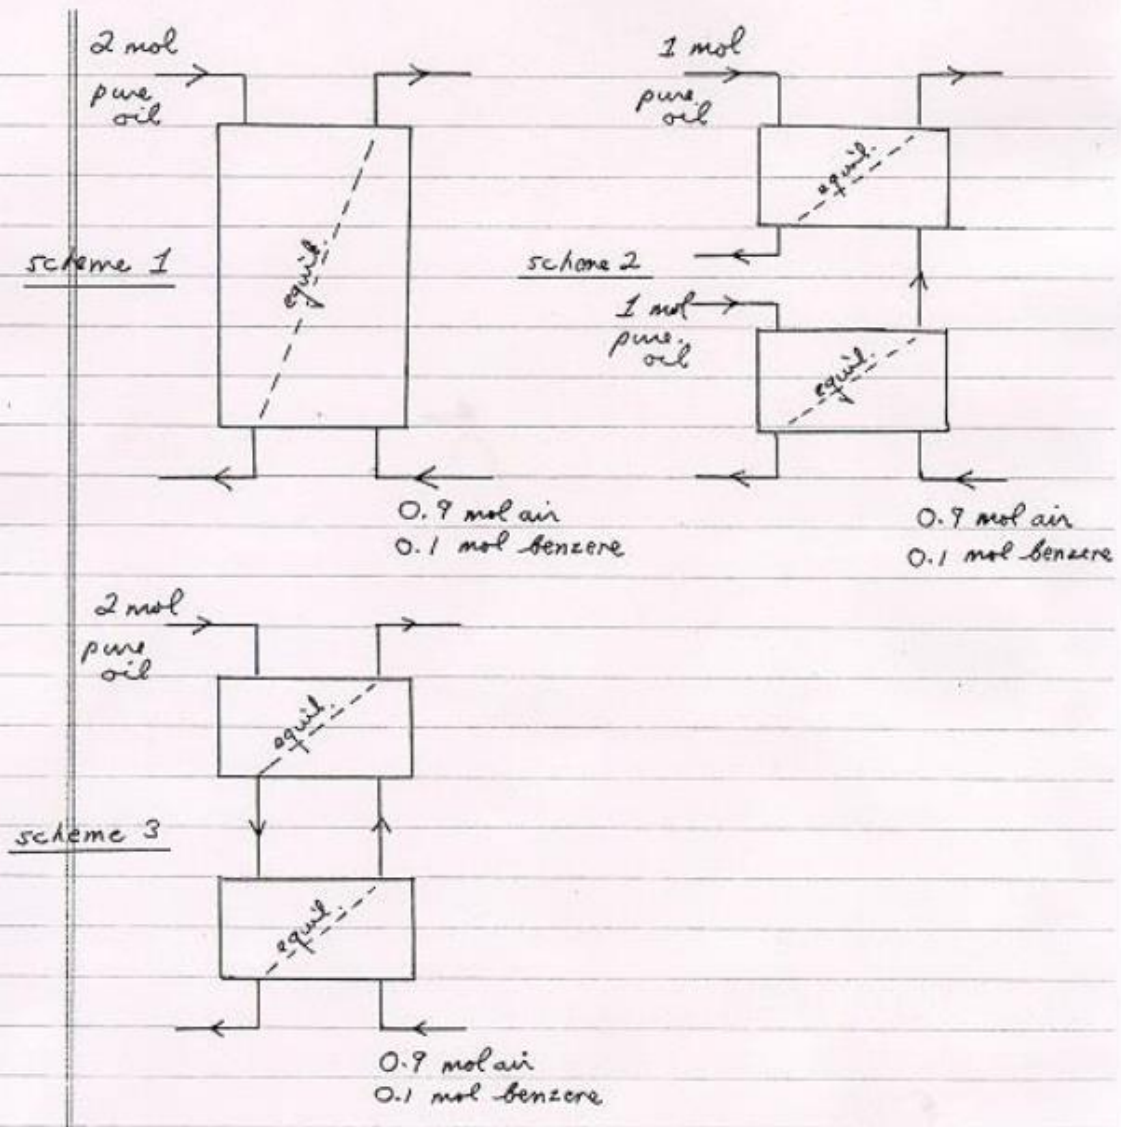 2 mol
pure
oil
scheme 1
equil.
0.9 mol air
0.1 mol benzene
1 mol
pure
oil
equil.
scheme 2
1 mol
pure
oil
equil.
0.9 mol air
0.1 mol benzene
2 mol
pure
oil
equil.
scheme 3
equil.
0.9 mol air
0.1 mol benzene